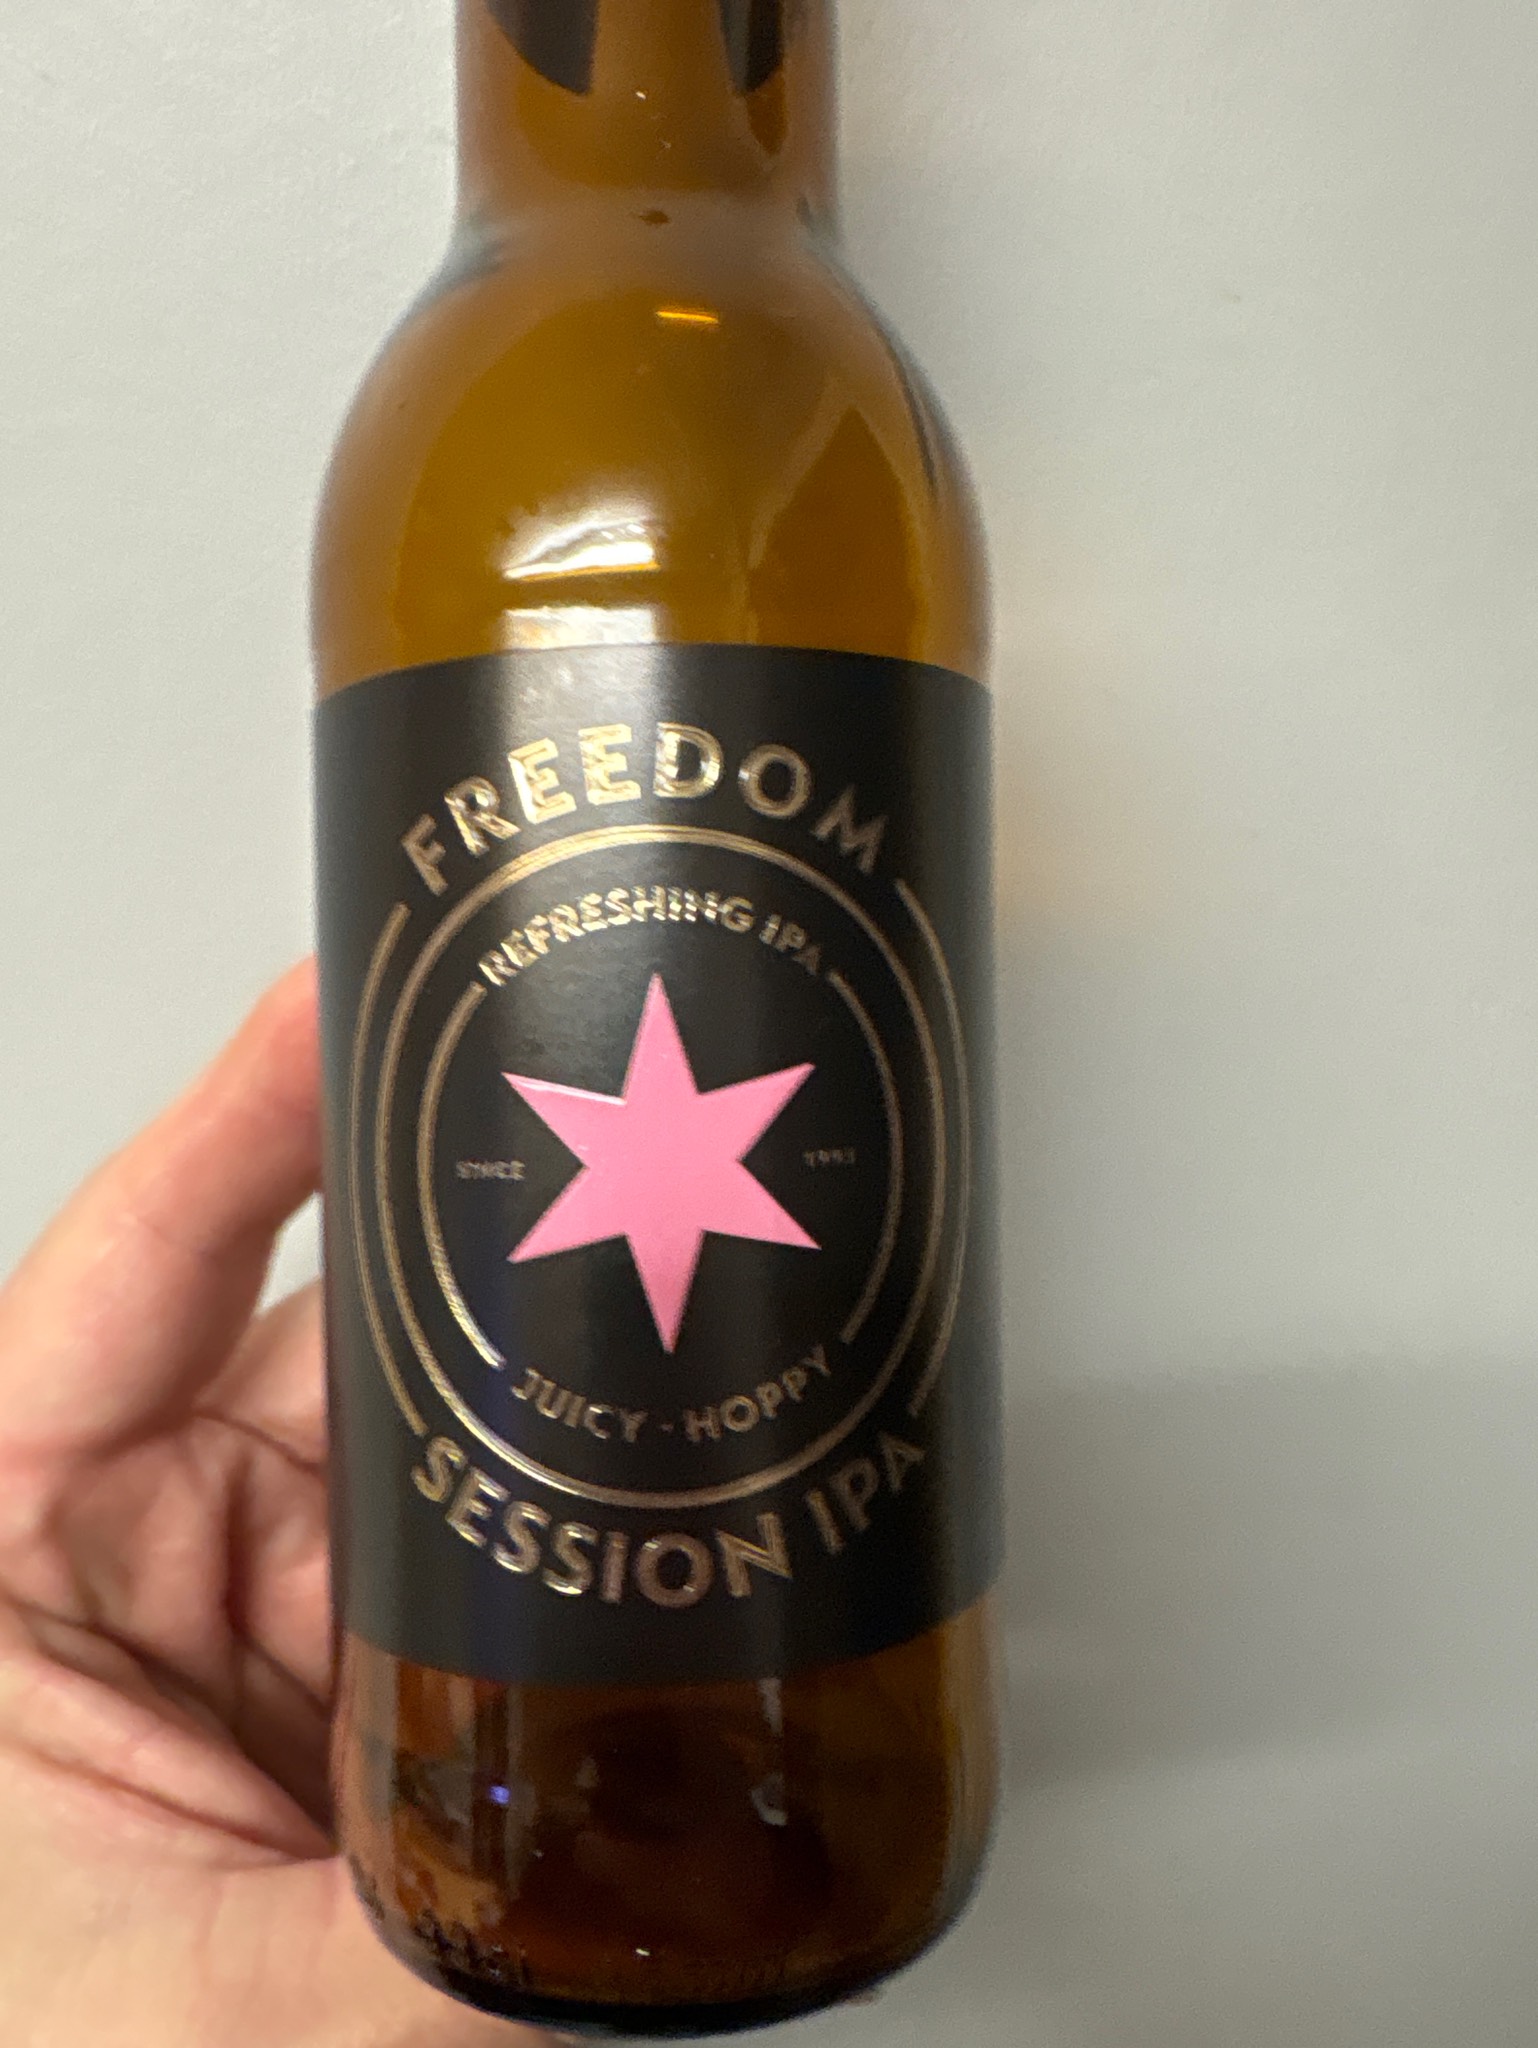 FREEDOM
REFRESHING IPA
SINCE
JUICY - HOPPY
SESSION IPA